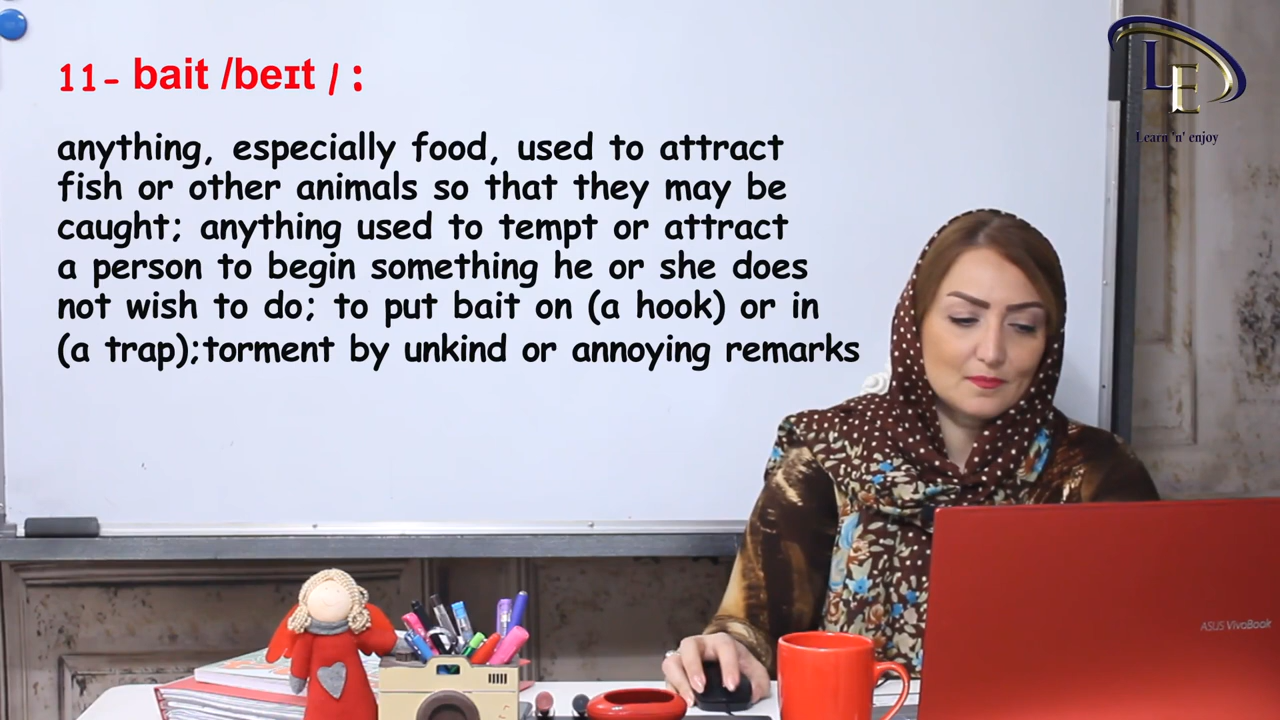 11- bait /beɪt / :
anything, especially food, used to attract
fish or other animals so that they may be
caught; anything used to tempt or attract
a person to begin something he or she does
not wish to do; to put bait on (a hook) or in
(a trap);torment by unkind or annoying remarks
LE
Learn 'n' enjoy
ASUS VivoBook